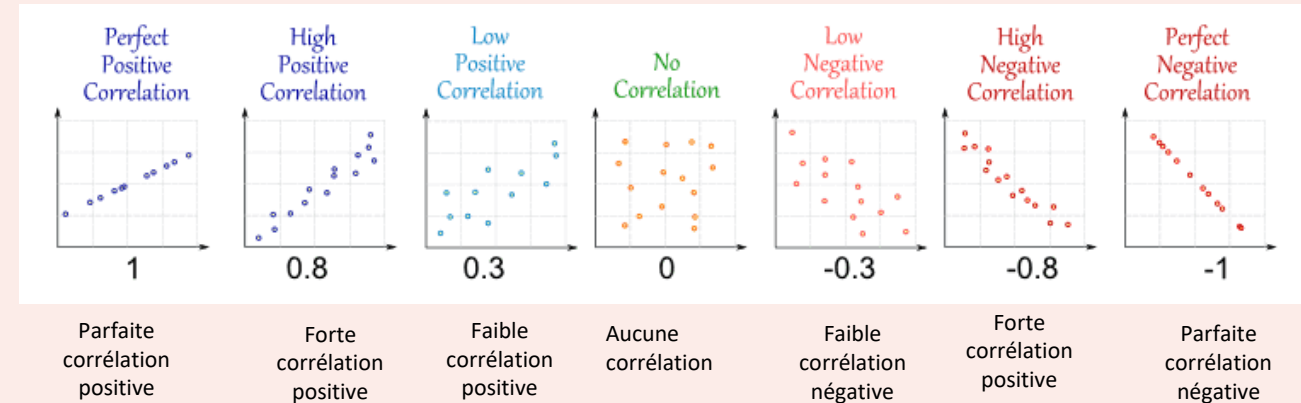 Perfect
Positive
Correlation
High
Positive
Correlation
Low
Positive
Correlation
No
Correlation
Low
Negative
Correlation
High
Negative
Correlation
Perfect
Negative
Correlation
1
0.8
0.3
0
-0.3
-0.8
-1
Parfaite
corrélation
positive
Forte
corrélation
positive
Faible
corrélation
positive
Aucune
corrélation
Faible
corrélation
négative
Forte
corrélation
positive
Parfaite
corrélation
négative